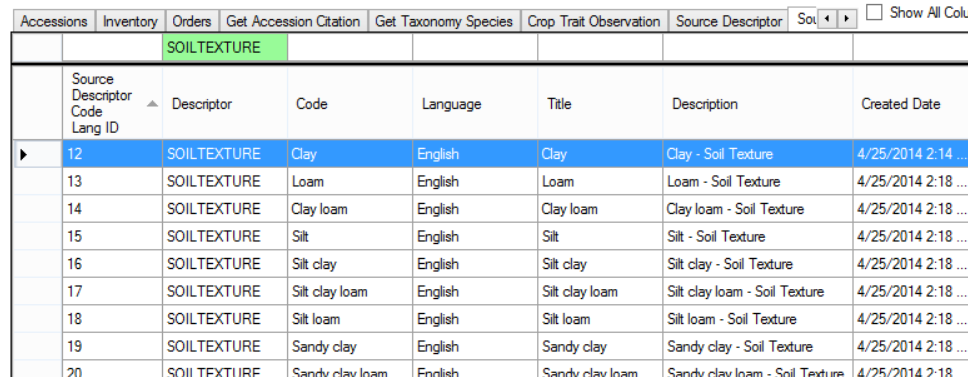 Accessions Inventory Orders Get Accession Citation Get Taxonomy Species Crop Trait Observation Source Descriptor Show All
SOILTEXTURE
Source Descriptor Code Lang ID Descriptor Code Language Title Description Created Date
12 SOILTEXTURE Clay English Clay Clay - Soil Texture 4/25/2014 2:14 ...
13 SOILTEXTURE Loam English Loam Loam - Soil Texture 4/25/2014 2:18 ...
14 SOILTEXTURE Clay loam English Clay loam Clay loam - Soil Texture 4/25/2014 2:18 ...
15 SOILTEXTURE Silt English Silt Silt - Soil Texture 4/25/2014 2:18 ...
16 SOILTEXTURE Silt clay English Silt clay Silt clay - Soil Texture 4/25/2014 2:18 ...
17 SOILTEXTURE Silt clay loam English Silt clay loam Silt clay loam - Soil Texture 4/25/2014 2:18 ...
18 SOILTEXTURE Silt loam English Silt loam Silt loam - Soil Texture 4/25/2014 2:18 ...
19 SOILTEXTURE Sandy clay English Sandy clay Sandy clay - Soil Texture 4/25/2014 2:18 ...
20 SOILTEXTURE Sandy clay loam English Sandy clay loam Sandy clay loam - Soil Texture 4/25/2014 2:18